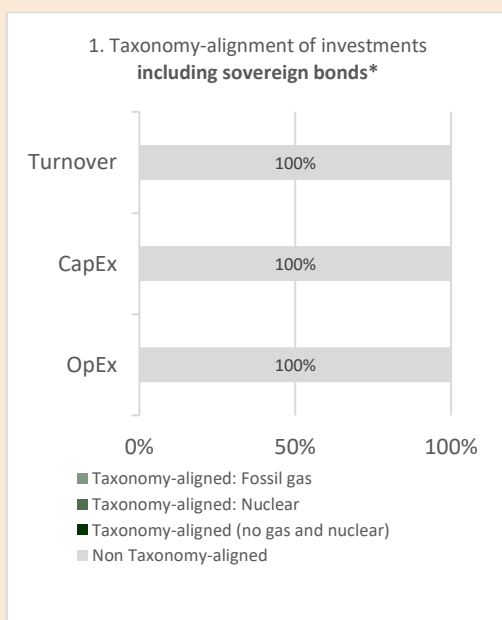 1. Taxonomy-alignment of investments
including sovereign bonds*
Turnover
100%
CapEx
100%
OpEx
100%
0%
50%
100%
Taxonomy-aligned: Fossil gas
Taxonomy-aligned: Nuclear
Taxonomy-aligned (no gas and nuclear)
Non Taxonomy-aligned